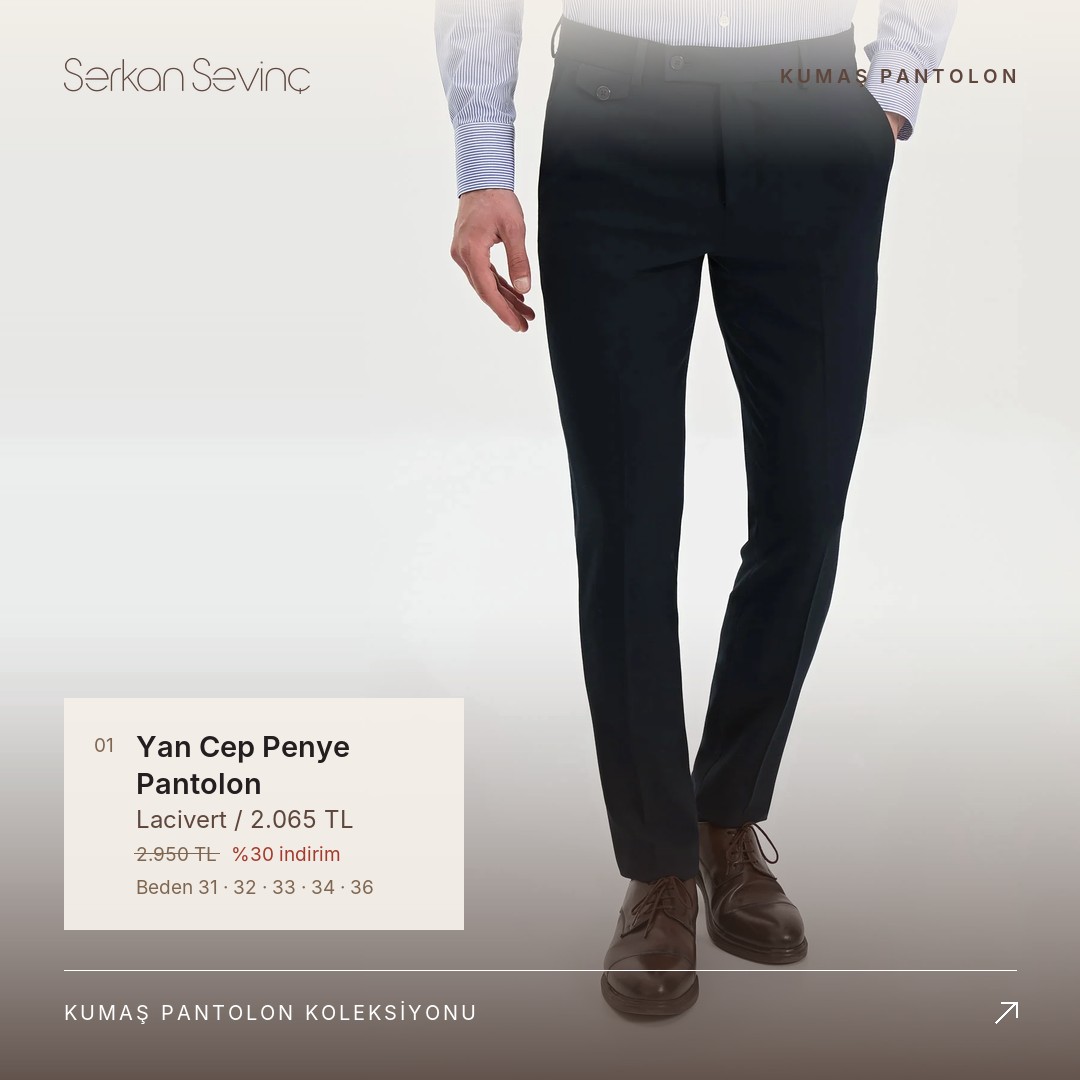 Serkan Sevinç
KUMAŞ PANTOLON
01
Yan Cep Penye
Pantolon
Lacivert / 2.065 TL
2.950 TL %30 indirim
Beden 31 · 32 · 33 · 34 · 36
KUMAŞ PANTOLON KOLEKSİYONU